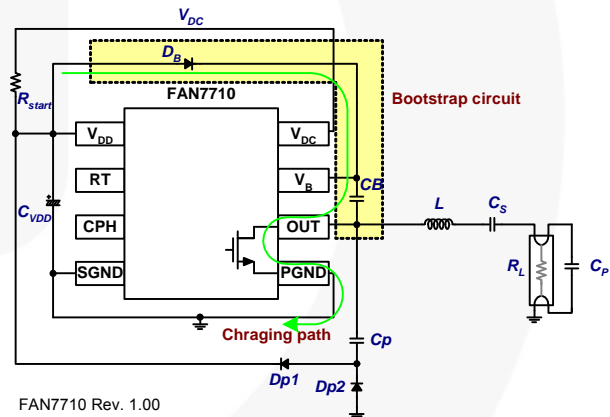 VDC
DB
FAN7710
Bootstrap circuit
Rstart
VDD
VDC
RT
VB
CB
CVDD
CPH
OUT
L
CS
SGND
PGND
RL
CP
Chraging path
Cp
Dp1
Dp2
FAN7710 Rev. 1.00